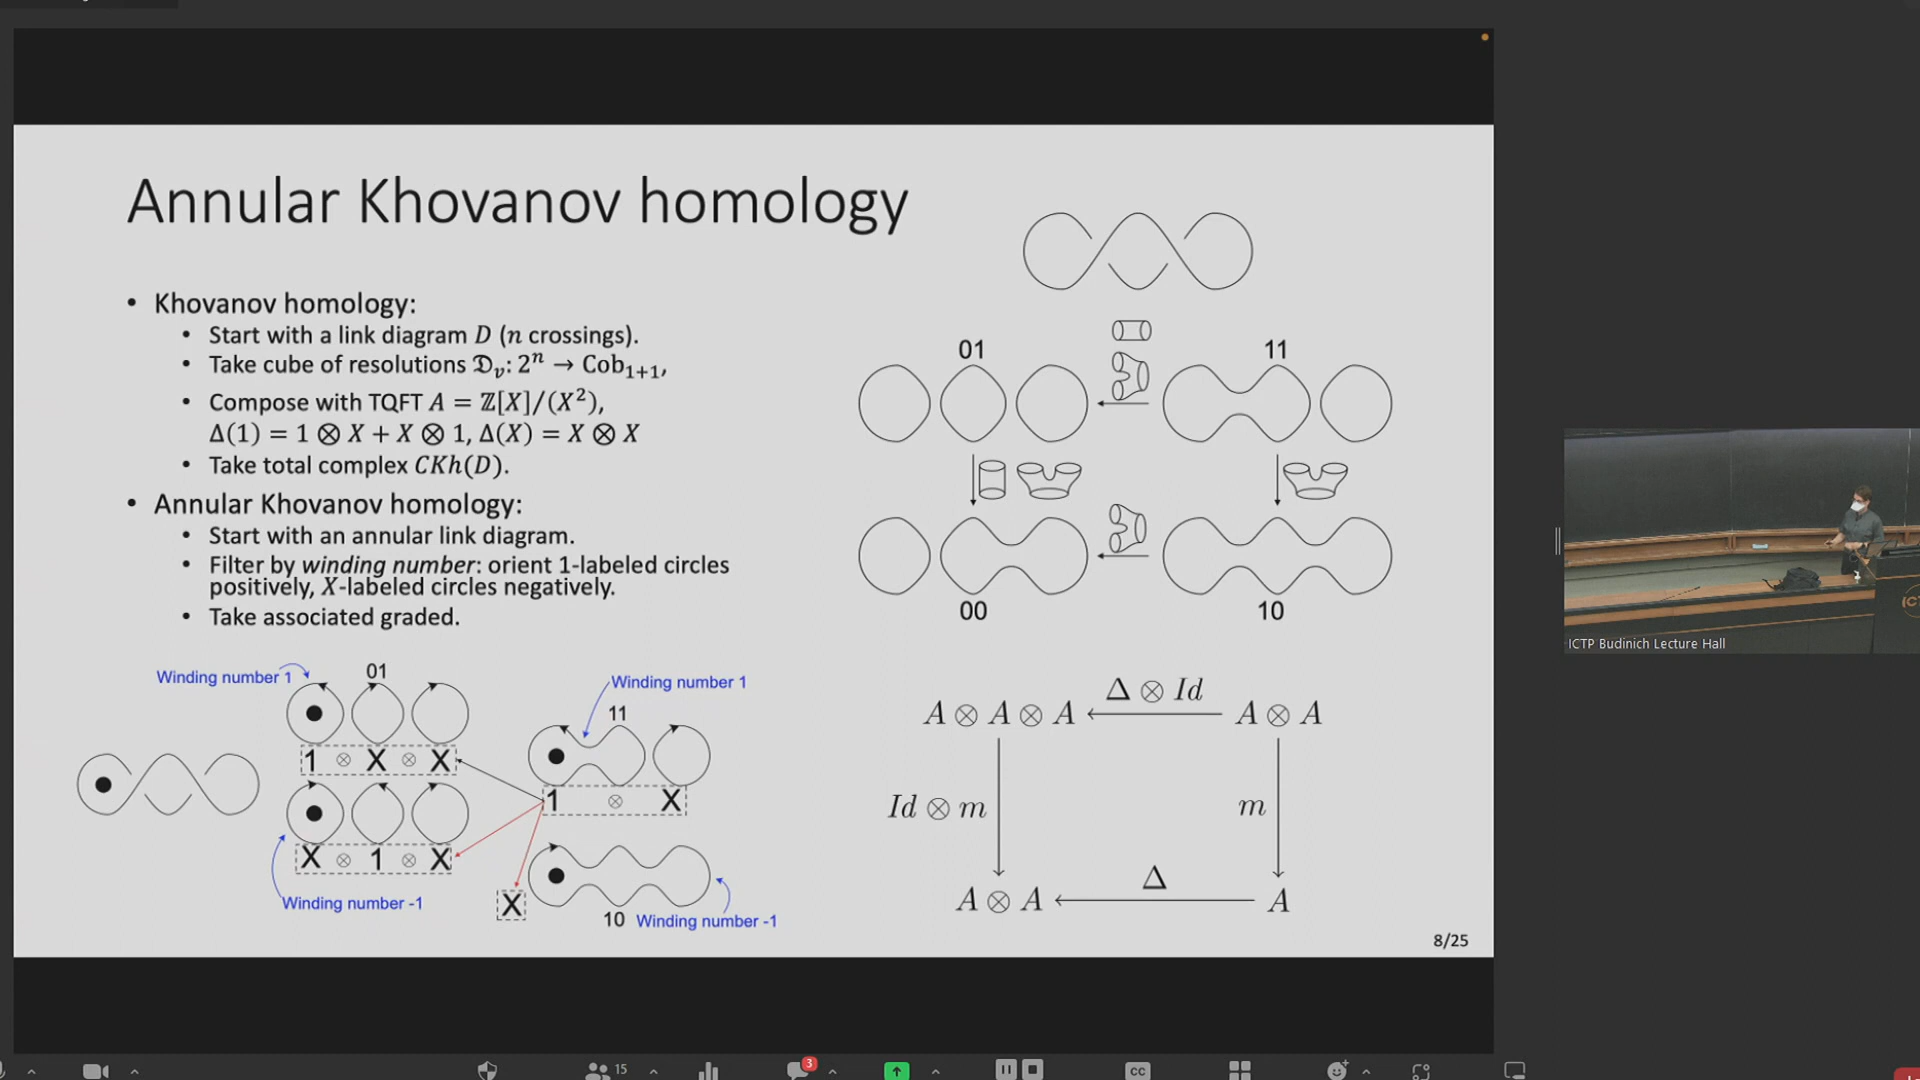 Annular Khovanov homology
• Khovanov homology:
• Start with a link diagram D (n crossings).
• Take cube of resolutions 𝔇ᵥ: 2ⁿ → Cob₁₊₁,
• Compose with TQFT A = ℤ[X]/(X²),
Δ(1) = 1 ⊗ X + X ⊗ 1, Δ(X) = X ⊗ X
• Take total complex CKh(D).
• Annular Khovanov homology:
• Start with an annular link diagram.
• Filter by winding number: orient 1-labeled circles
positively, X-labeled circles negatively.
• Take associated graded.
01
11
00
10
Winding number 1
01
1 ⊗ X ⊗ X
X ⊗ 1 ⊗ X
Winding number -1
Winding number 1
11
1 ⊗ X
X
10
Winding number -1
A ⊗ A ⊗ A
Δ ⊗ Id
A ⊗ A
Id ⊗ m
m
A ⊗ A
Δ
A
8/25
ICTP Budinich Lecture Hall
15
3
CC